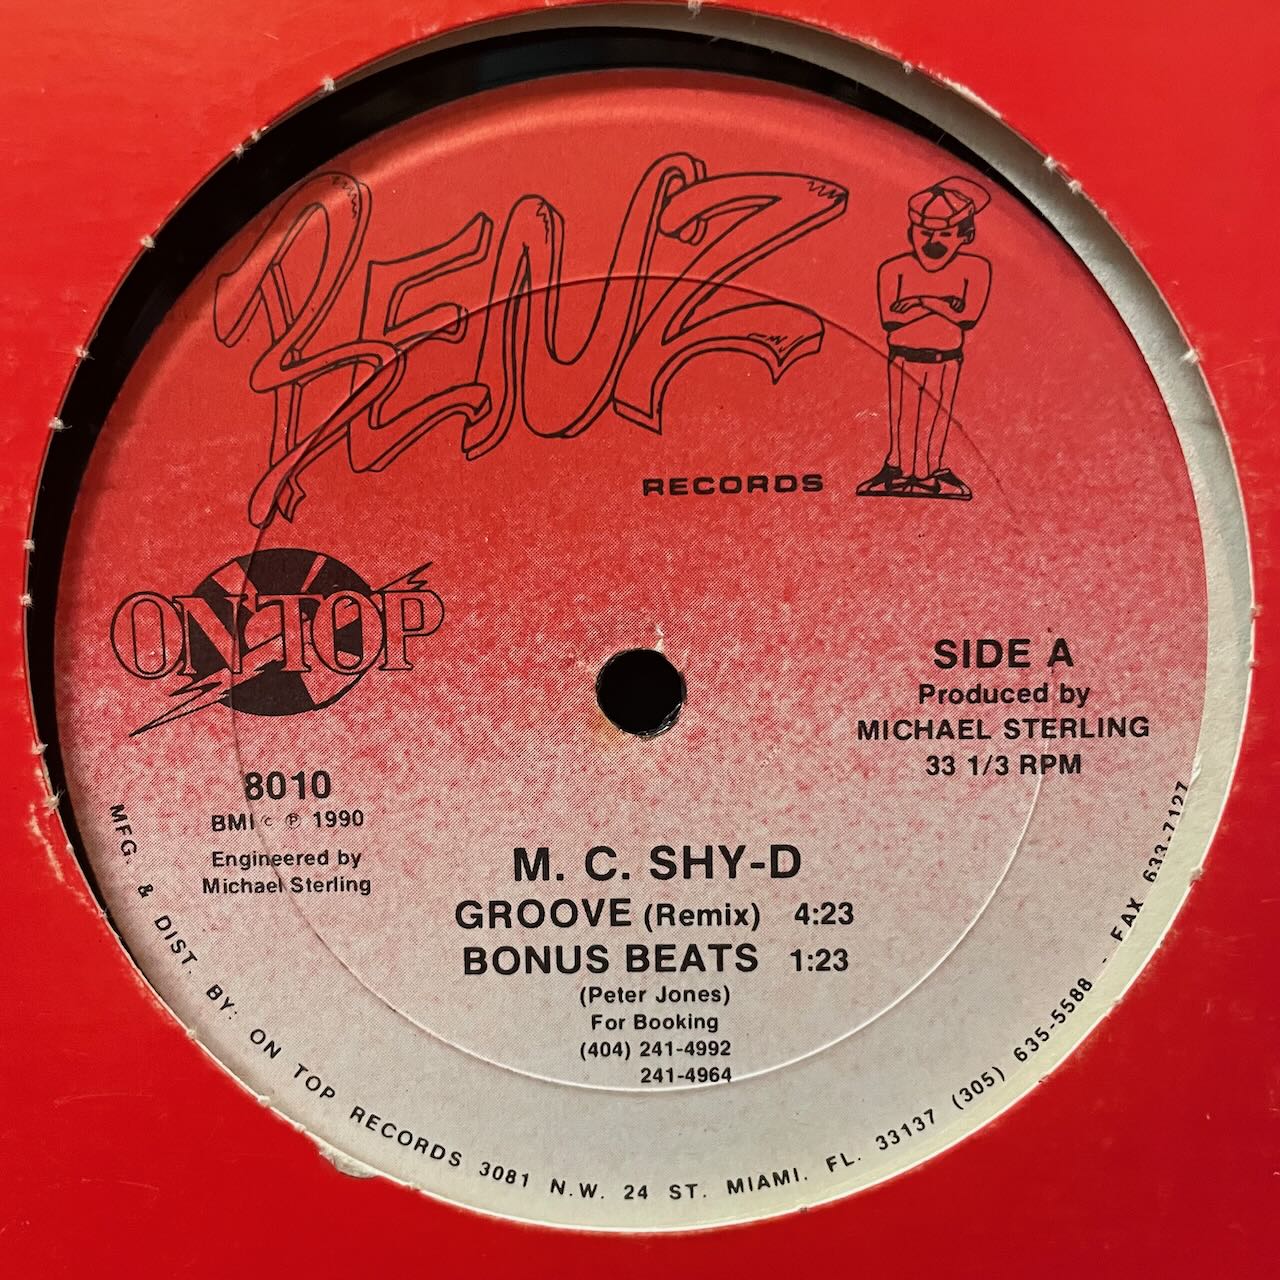 BENZ
RECORDS
ON TOP
SIDE A
Produced by
MICHAEL STERLING
33 1/3 RPM
8010
BMI © ℗ 1990
Engineered by
Michael Sterling
M. C. SHY-D
GROOVE (Remix) 4:23
BONUS BEATS 1:23
(Peter Jones)
For Booking
(404) 241-4992
241-4964
MFG. & DIST. BY: ON TOP RECORDS 3081 N.W. 24 ST. MIAMI. FL. 33137 (305) 635-5588 - FAX 633-7127